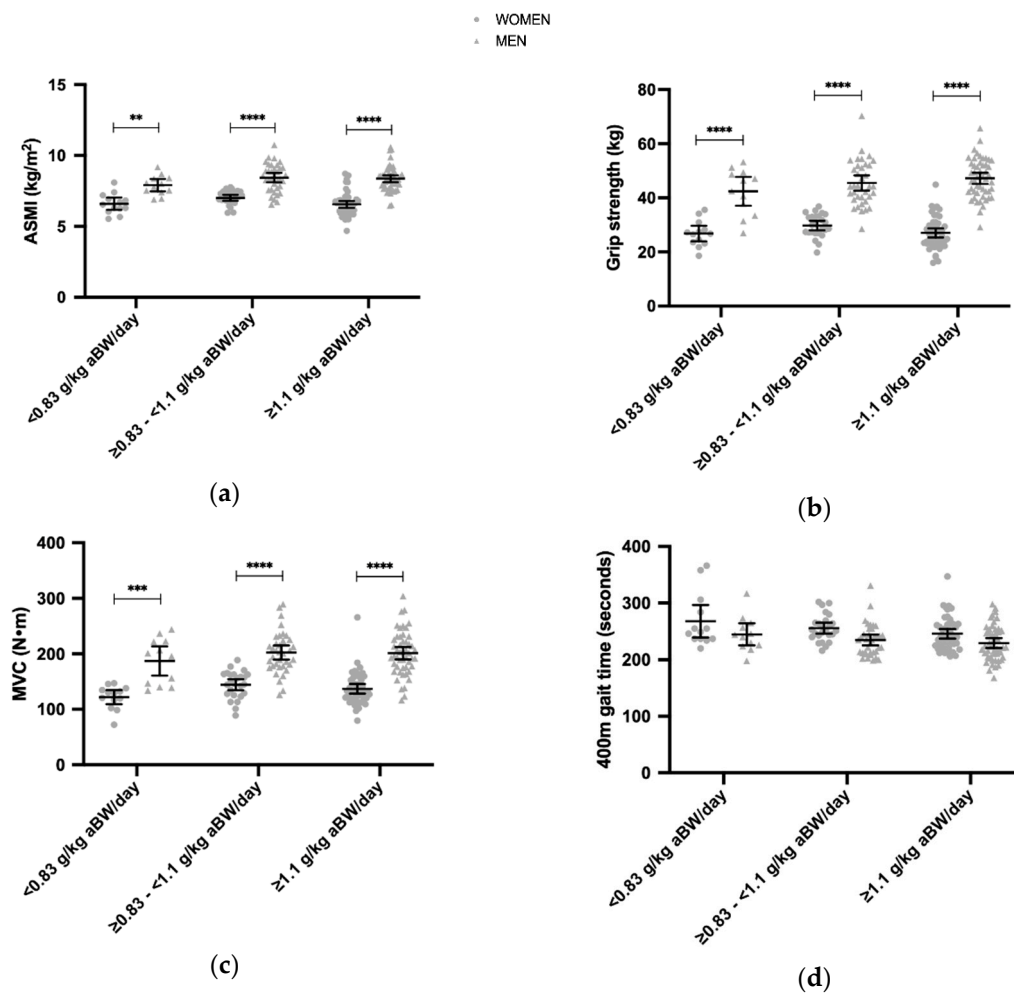 WOMEN
MEN
ASMI (kg/m²)
15
10
5
0
**
****
****
<0.83 g/kg aBW/day
≥0.83 - <1.1 g/kg aBW/day
≥1.1 g/kg aBW/day
(a)
Grip strength (kg)
80
60
40
20
0
****
****
****
<0.83 g/kg aBW/day
≥0.83 - <1.1 g/kg aBW/day
≥1.1 g/kg aBW/day
(b)
MVC (N•m)
400
300
200
100
0
***
****
****
<0.83 g/kg aBW/day
≥0.83 - <1.1 g/kg aBW/day
≥1.1 g/kg aBW/day
(c)
400m gait time (seconds)
400
300
200
300
0
<0.83 g/kg aBW/day
≥0.83 - <1.1 g/kg aBW/day
≥1.1 g/kg aBW/day
(d)